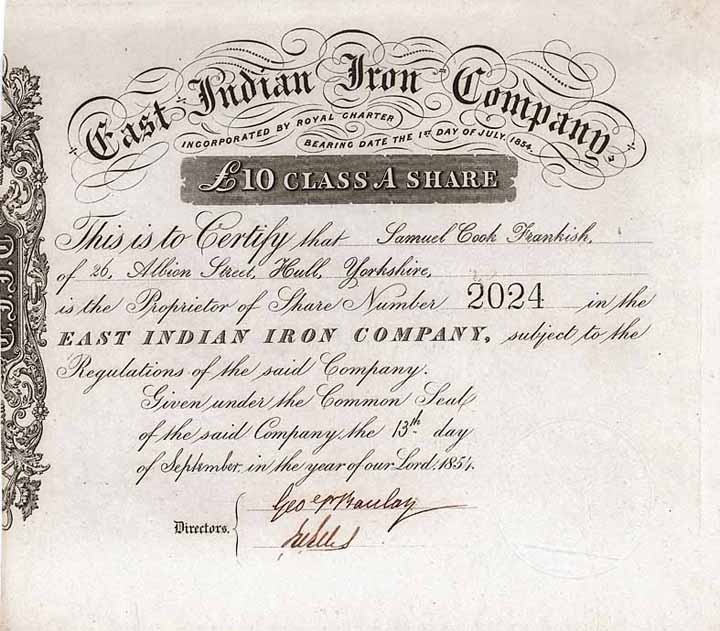 East Indian Iron Company
INCORPORATED BY ROYAL CHARTER
BEARING DATE THE 1ST DAY OF JULY, 1854.
£10 CLASS A SHARE
This is to Certify that Samuel Cook Frankish,
of 26, Albion Street, Hull, Yorkshire,
is the Proprietor of Share Number 2024 in the
EAST INDIAN IRON COMPANY, subject to the
Regulations of the said Company.
Given under the Common Seal
of the said Company the 13th day
of September, in the year of our Lord, 1854.
Directors.